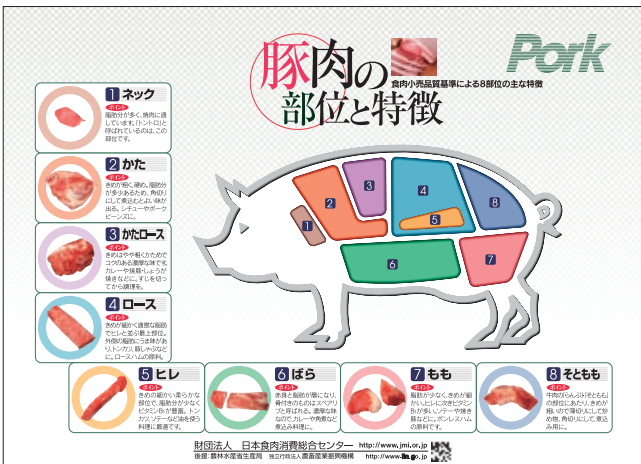 豚肉の
部位と特徴
食肉小売品質基準による8部位の主な特徴
Pork
1 ネック
ポイント
脂肪分が多く、焼肉に適
しています。「トントロ」と
呼ばれているのは、この
部位です。
2 かた
ポイント
きめが粗く、硬め。脂肪分
が多少あるため、角切り
にして煮込むとよい味が
出る。シチューやポーク
ビーンズに。
3 かたロース
ポイント
きめはやや粗くかためで
コクのある濃厚な味です。
カレーや焼豚・しょうが
焼きなどに。すじを切っ
てから調理を。
4 ロース
ポイント
きめが細かく適度な脂肪
でヒレと並ぶ最上部位。
外側の脂肪にうま味があ
り、トンカツ、豚しゃぶなど
に。ロースハムの原料。
1
2
3
4
5
6
7
8
5 ヒレ
ポイント
きめの細かい柔らかな
部位で、脂肪分が少なく
ビタミンB₁が豊富。トン
カツ、ソテーなど油を使う
料理に最適です。
6 ばら
ポイント
赤身と脂肪が層になり、
骨付きのものはスペアリ
ブと呼ばれる。濃厚な味
なので、カレーや角煮など
煮込み料理に。
7 もも
ポイント
脂肪が少なく、きめが細
かい。ヒレに次ぎビタミン
B₁が多い。ソテーや焼き
豚などに。ボンレスハム
の原料です。
8 そともも
ポイント
牛肉の「らんぷ」「そともも」
の部位にあたり、きめが
粗いので薄切りにして炒
め物、角切りにして、煮込
み用に。
財団法人 日本食肉消費総合センター http://www.jmi.or.jp
後援:農林水産省生産局 独立行政法人農畜産業振興機構 http://www.lin.go.jp